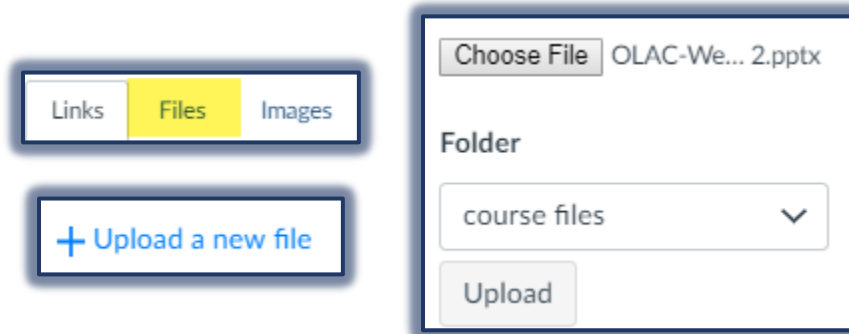 Links Files Images
+ Upload a new file
Choose File OLAC-We... 2.pptx
Folder
course files
Upload